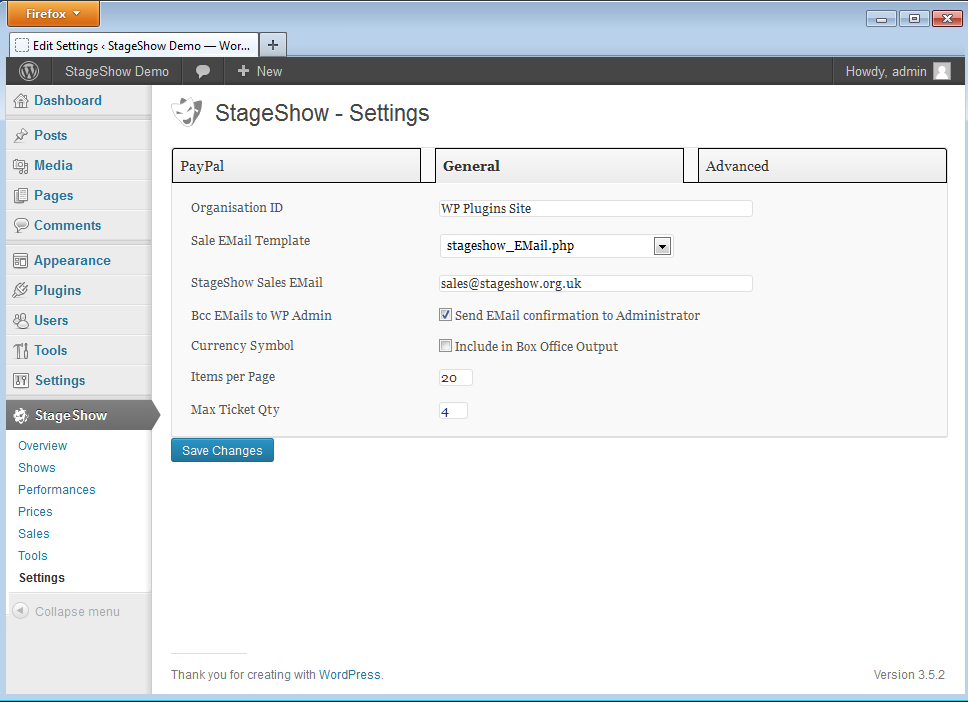 Firefox
Edit Settings ‹ StageShow Demo — Wor...
StageShow Demo
New
Howdy, admin
Dashboard
Posts
Media
Pages
Comments
Appearance
Plugins
Users
Tools
Settings
StageShow
Overview
Shows
Performances
Prices
Sales
Tools
Settings
Collapse menu
StageShow - Settings
PayPal General Advanced
Organisation ID WP Plugins Site
Sale EMail Template stageshow_EMail.php
StageShow Sales EMail sales@stageshow.org.uk
Bcc EMails to WP Admin Send EMail confirmation to Administrator
Currency Symbol Include in Box Office Output
Items per Page 20
Max Ticket Qty 4
Save Changes
Thank you for creating with WordPress. Version 3.5.2